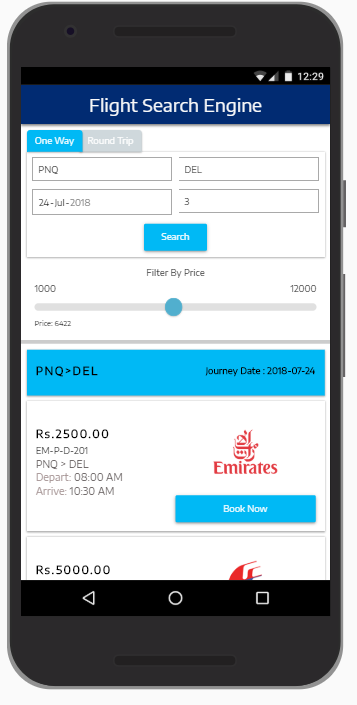 12:29
Flight Search Engine
One Way Round Trip
PNQ DEL
24-Jul-2018 3
Search
Filter By Price
1000 12000
Price: 6422
PNQ>DEL Journey Date : 2018-07-24
Rs.2500.00
EM-P-D-201
PNQ > DEL
Depart: 08:00 AM
Arrive: 10:30 AM
Emirates
Book Now
Rs.5000.00